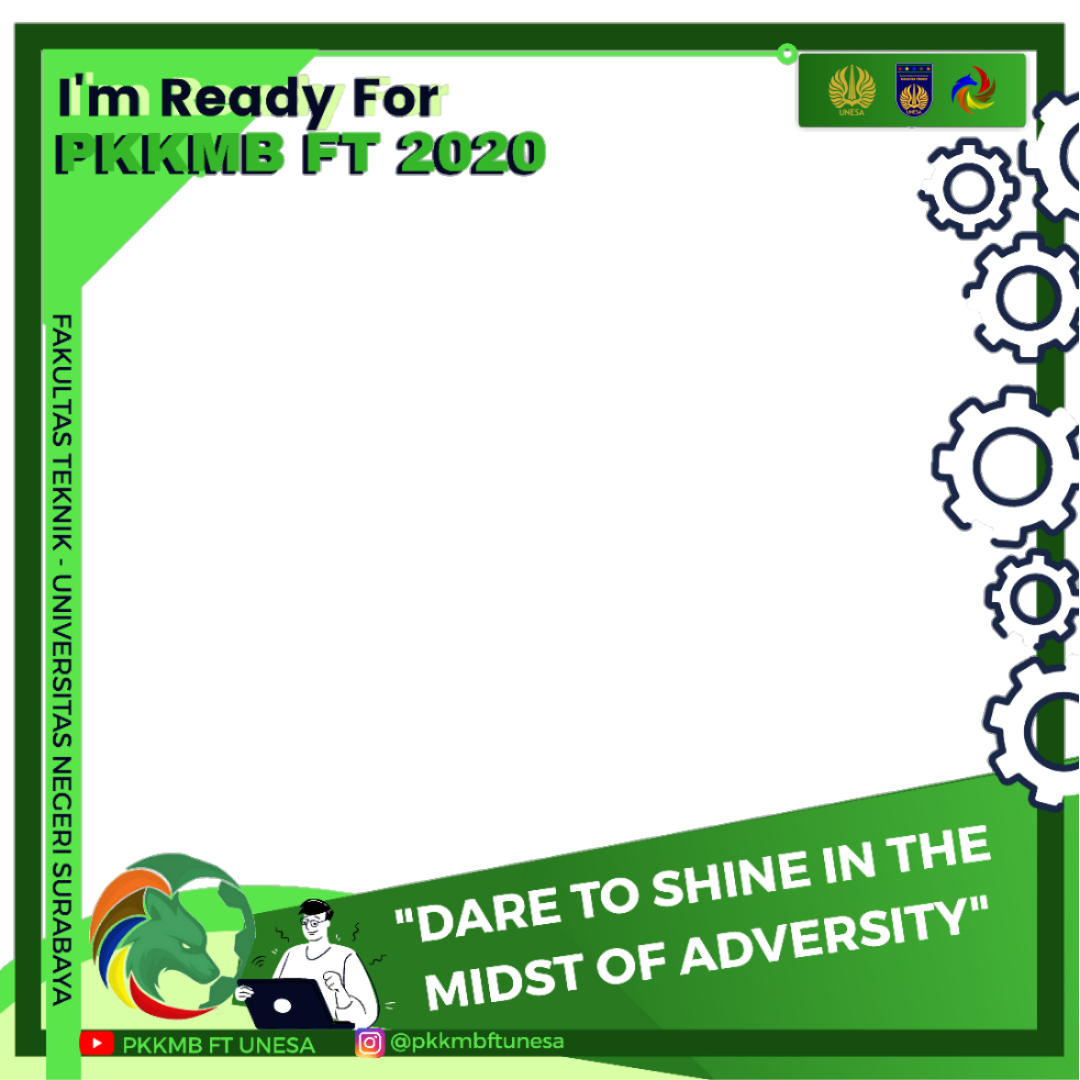 I'm Ready For
PKKMB FT 2020
UNESA
UNESA
FAKULTAS TEKNIK - UNIVERSITAS NEGERI SURABAYA
"DARE TO SHINE IN THE
MIDST OF ADVERSITY"
PKKMB FT UNESA
@pkkmbftunesa